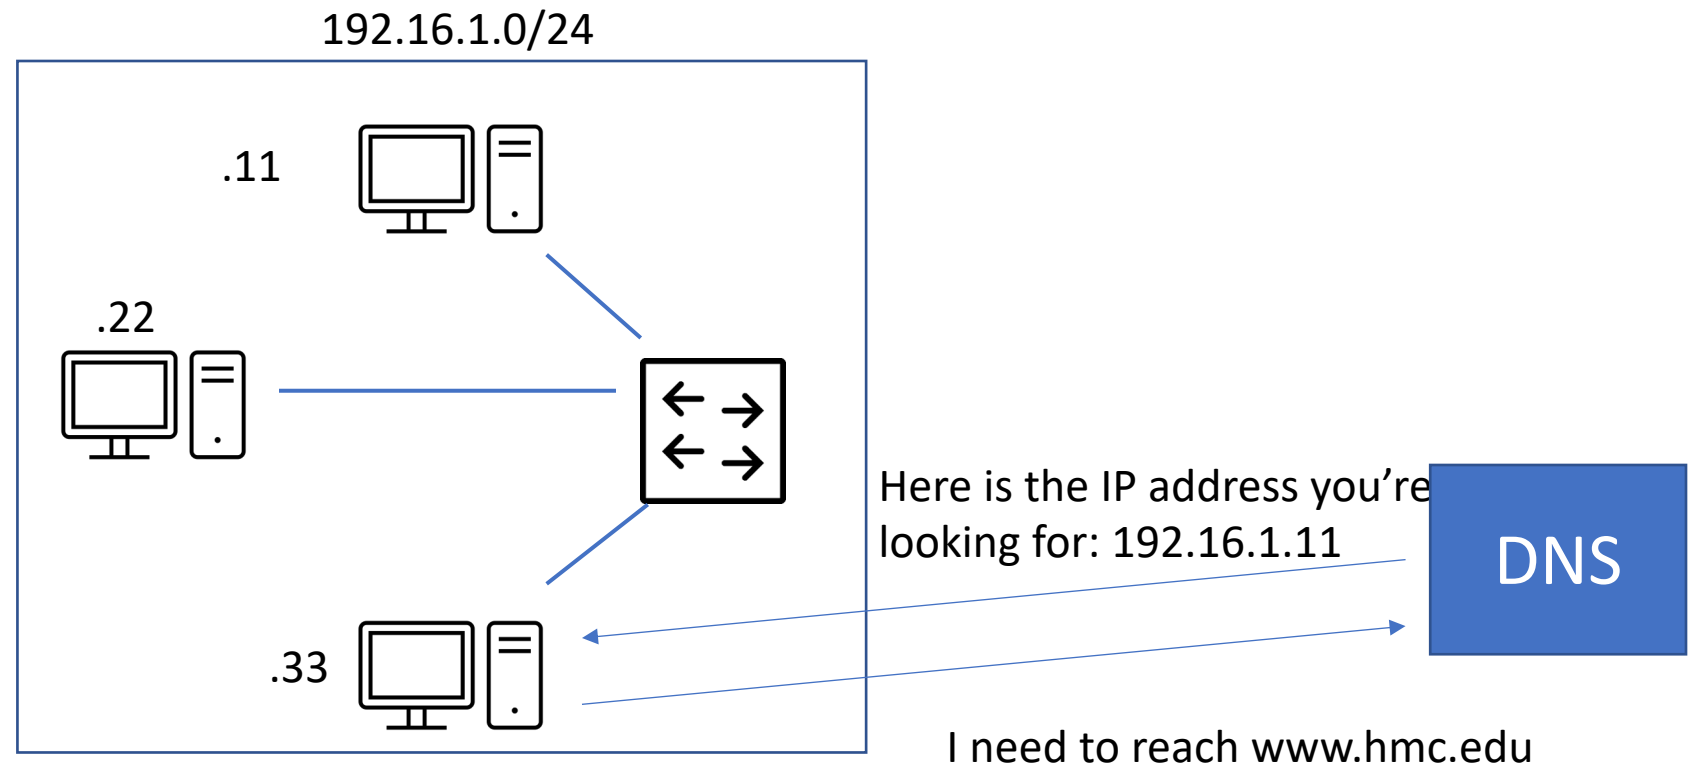 192.16.1.0/24
.11
.22
Here is the IP address you’re
looking for: 192.16.1.11
DNS
.33
I need to reach www.hmc.edu